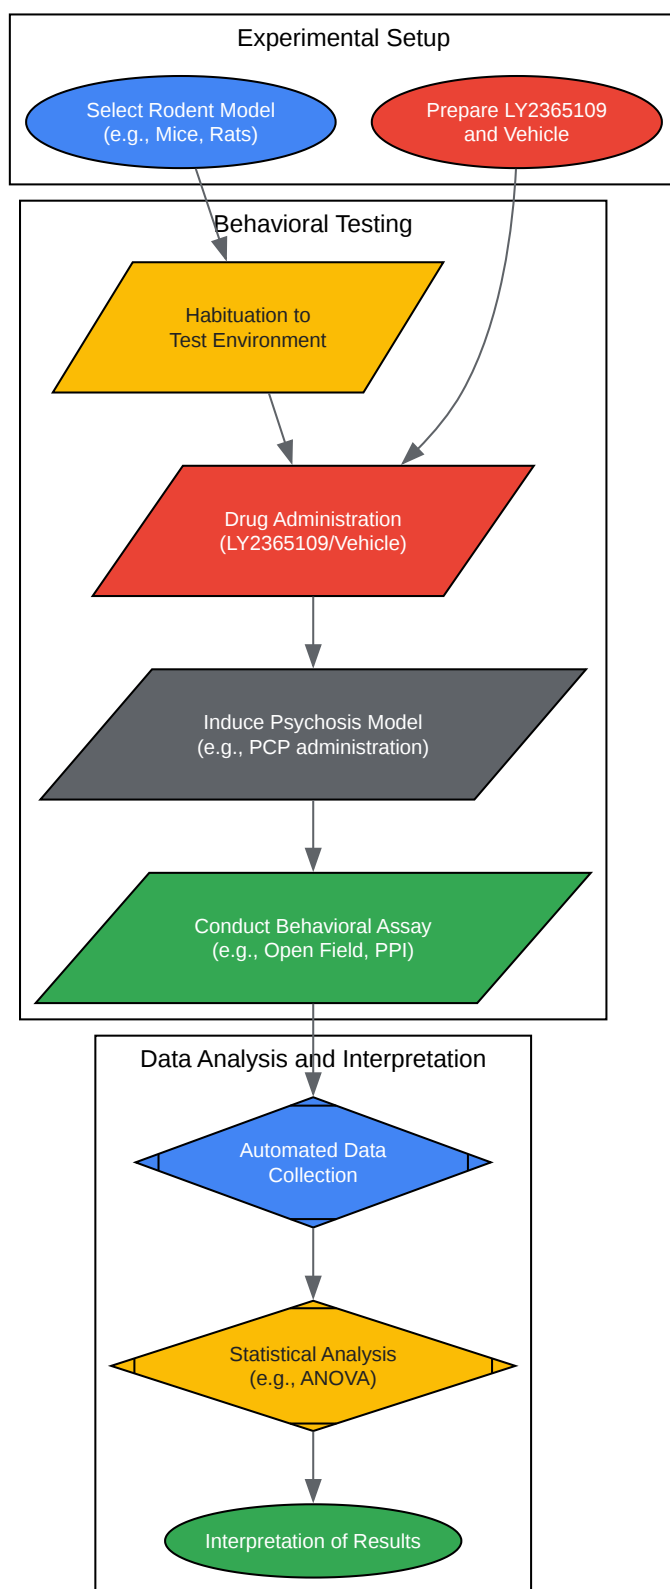 Experimental Setup
Select Rodent Model
(e.g., Mice, Rats)
Prepare LY2365109
and Vehicle
Behavioral Testing
Habituation to
Test Environment
Drug Administration
(LY2365109/Vehicle)
Induce Psychosis Model
(e.g., PCP administration)
Conduct Behavioral Assay
(e.g., Open Field, PPI)
Data Analysis and Interpretation
Automated Data
Collection
Statistical Analysis
(e.g., ANOVA)
Interpretation of Results